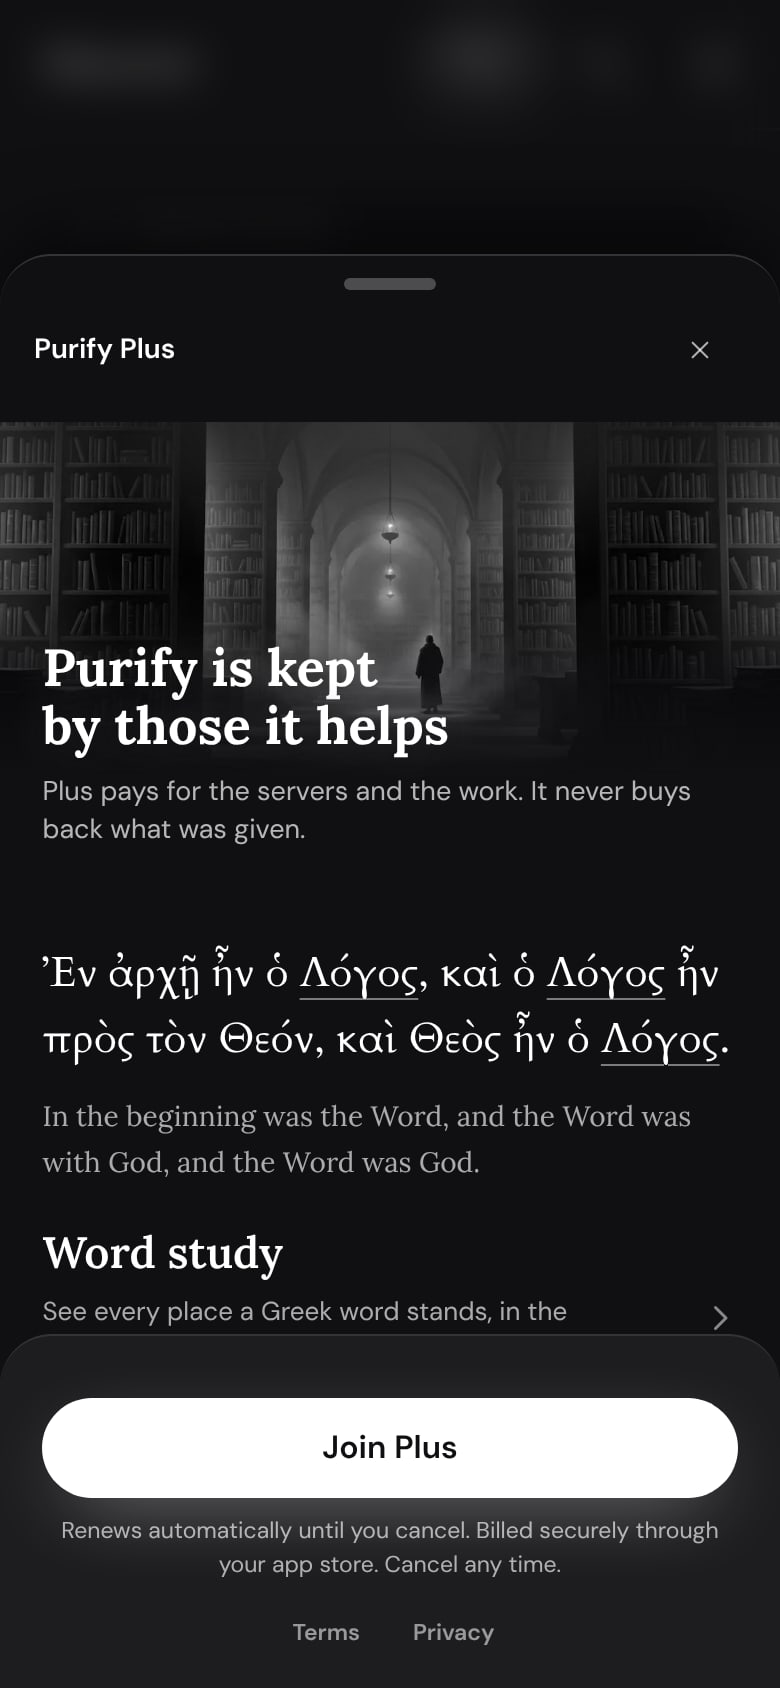 Purify Plus
Purify is kept
by those it helps
Plus pays for the servers and the work. It never buys
back what was given.
Ἐν ἀρχῇ ἦν ὁ Λόγος, καὶ ὁ Λόγος ἦν
πρὸς τὸν Θεόν, καὶ Θεὸς ἦν ὁ Λόγος.
In the beginning was the Word, and the Word was
with God, and the Word was God.
Word study
See every place a Greek word stands, in the
Join Plus
Renews automatically until you cancel. Billed securely through
your app store. Cancel any time.
Terms Privacy